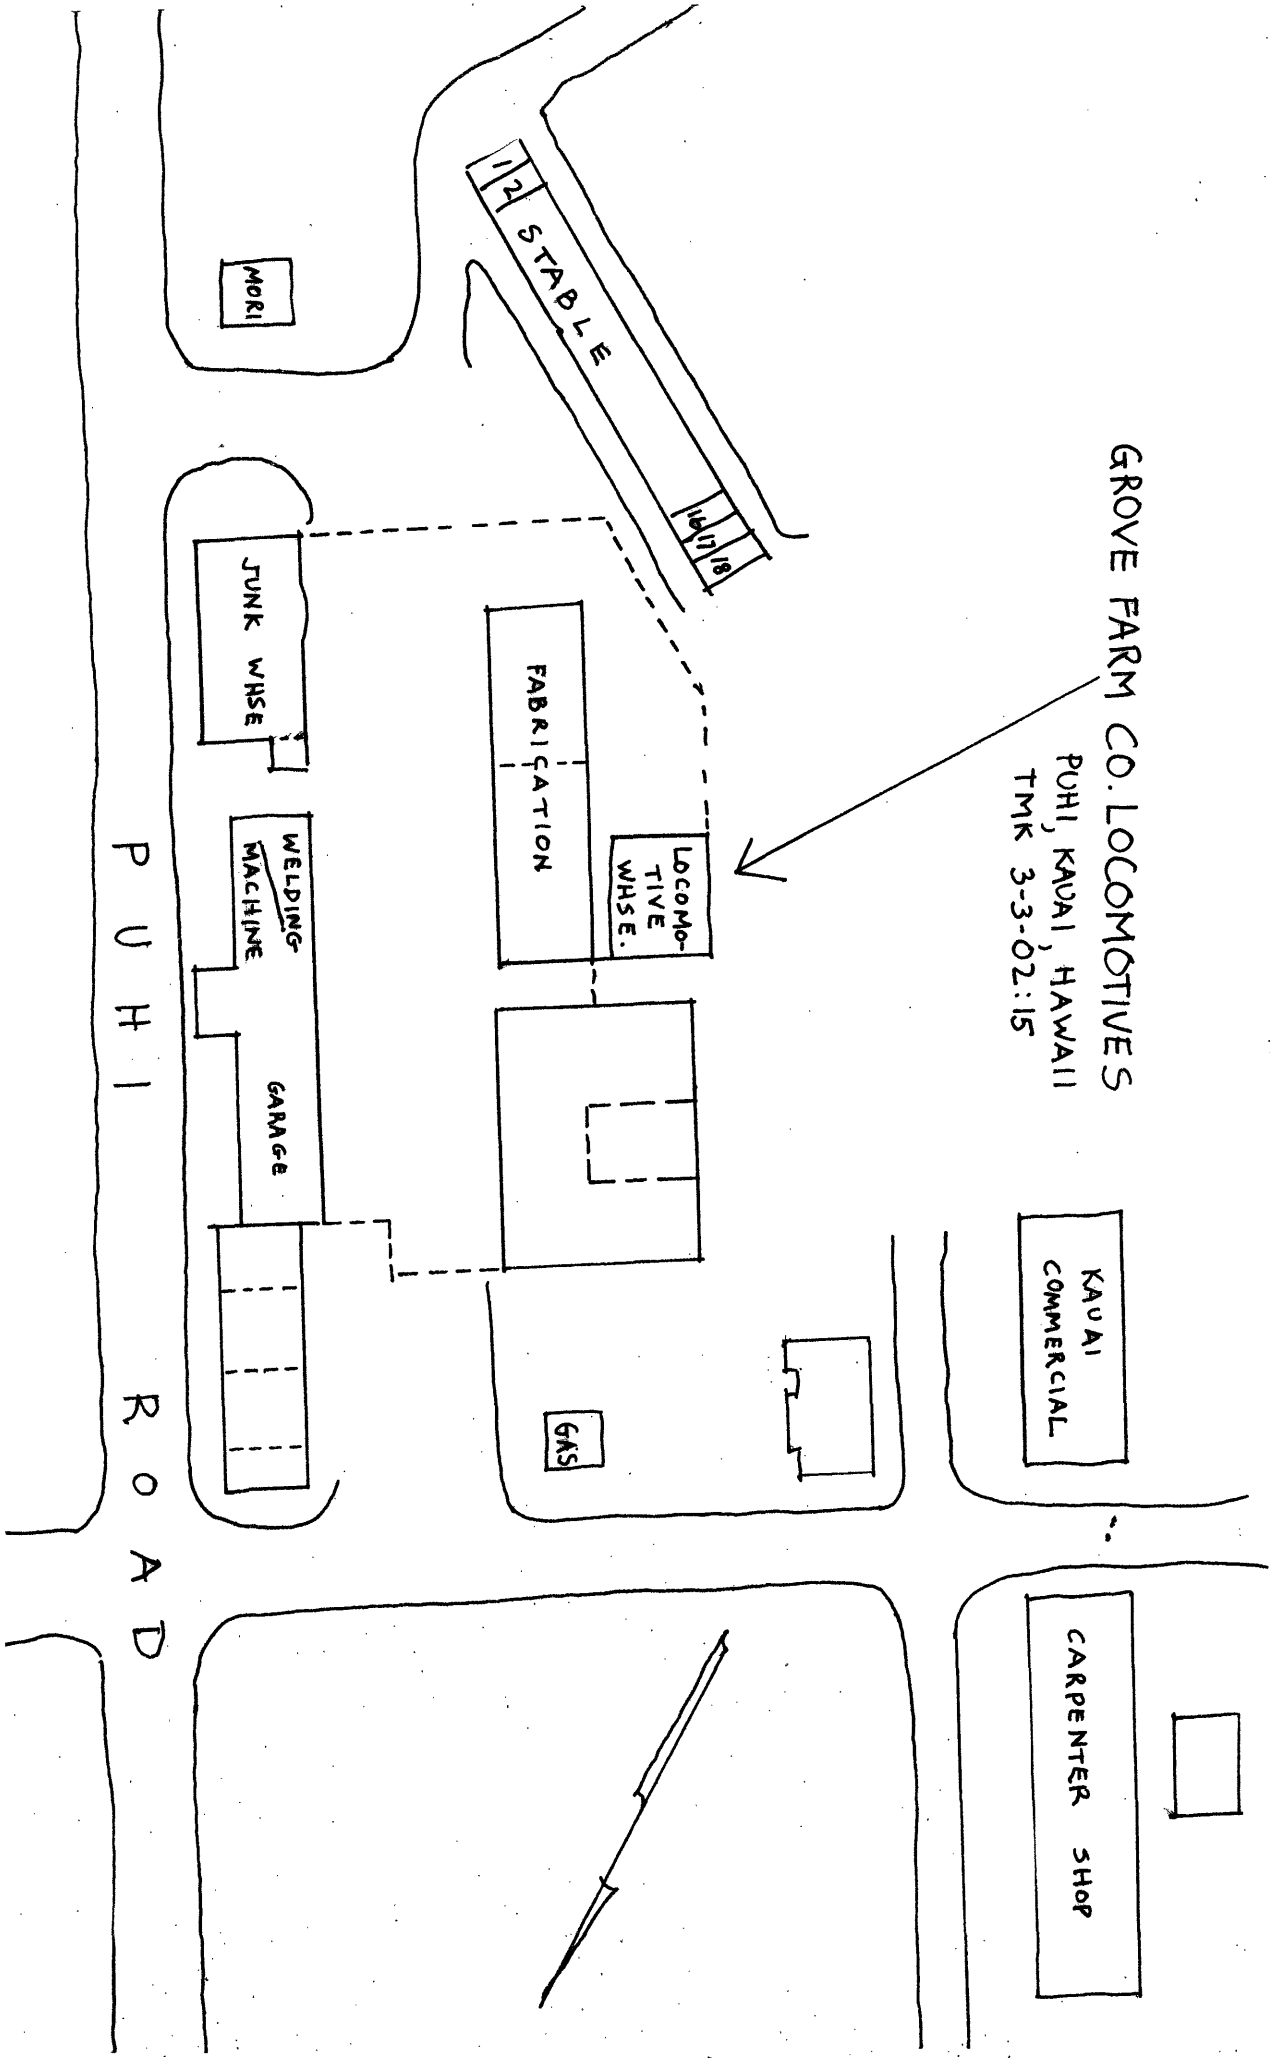 GROVE FARM CO. LOCOMOTIVES
PUHI, KAUAI, HAWAII
TMK 3-3-02:15
KAUAI
COMMERCIAL
CARPENTER SHOP
1
2
STABLE
16
17
18
LOCOMO-
TIVE
WHSE.
FABRICATION
GAS
MORI
JUNK WHSE
WELDING
MACHINE
GARAGE
PUHI ROAD